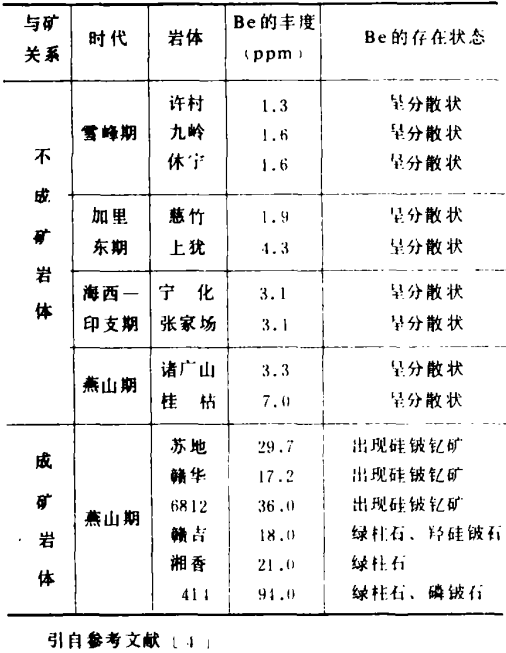 与矿关系 时代 岩体 Be的丰度(ppm) Be的存在状态
不成矿岩体
雪峰期 许村 1.3 呈分散状
九岭 1.6 呈分散状
休宁 1.6 呈分散状
加里东期 慈竹 1.9 呈分散状
上犹 4.3 呈分散状
海西—印支期 宁化 3.1 呈分散状
张家场 3.1 呈分散状
燕山期 诸广山 3.3 呈分散状
桂枯 7.0 呈分散状
成矿岩体
燕山期 苏地 29.7 出现硅铍钇矿
赣华 17.2 出现硅铍钇矿
6812 36.0 出现硅铍钇矿
赣吉 18.0 绿柱石、羟硅铍石
湘香 21.0 绿柱石
414 94.0 绿柱石、磷铍石
引自参考文献[4]